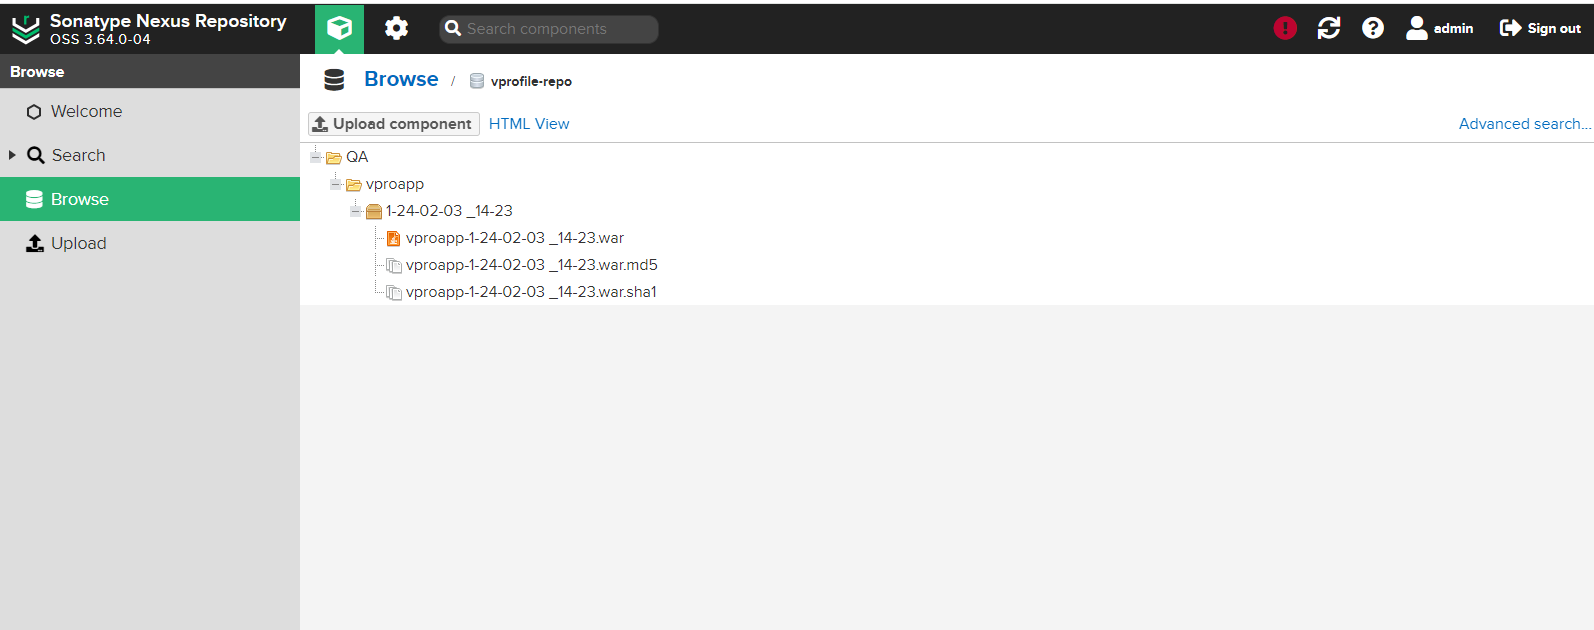 Sonatype Nexus Repository
OSS 3.64.0-04
Search components
admin
Sign out
Browse
Browse / vprofile-repo
Welcome
Upload component HTML View
Advanced search...
Search
QA
vproapp
Browse
1-24-02-03 _14-23
vproapp-1-24-02-03 _14-23.war
Upload
vproapp-1-24-02-03 _14-23.war.md5
vproapp-1-24-02-03 _14-23.war.sha1